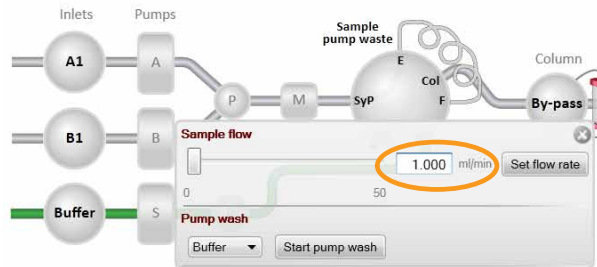 Inlets Pumps
Sample
pump waste
Column
E
A1 A
Col
P M SyP F By-pass
B1 B
Sample flow
1.000 ml/min Set flow rate
0 50
Buffer S
Pump wash
Buffer Start pump wash